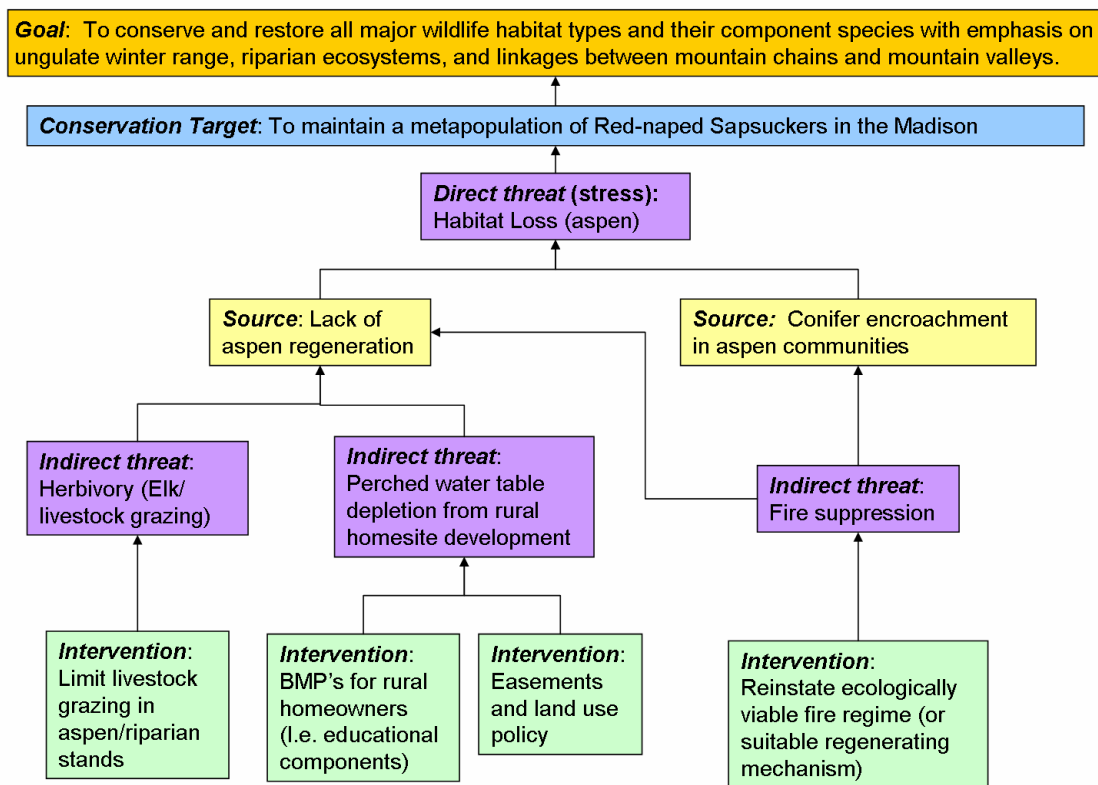 Goal: To conserve and restore all major wildlife habitat types and their component species with emphasis on
ungulate winter range, riparian ecosystems, and linkages between mountain chains and mountain valleys.
Conservation Target: To maintain a metapopulation of Red-naped Sapsuckers in the Madison
Direct threat (stress):
Habitat Loss (aspen)
Source: Lack of
aspen regeneration
Source: Conifer encroachment
in aspen communities
Indirect threat:
Herbivory (Elk/
livestock grazing)
Indirect threat:
Perched water table
depletion from rural
homesite development
Indirect threat:
Fire suppression
Intervention:
Limit livestock
grazing in
aspen/riparian
stands
Intervention:
BMP's for rural
homeowners
(I.e. educational
components)
Intervention:
Easements
and land use
policy
Intervention:
Reinstate ecologically
viable fire regime (or
suitable regenerating
mechanism)